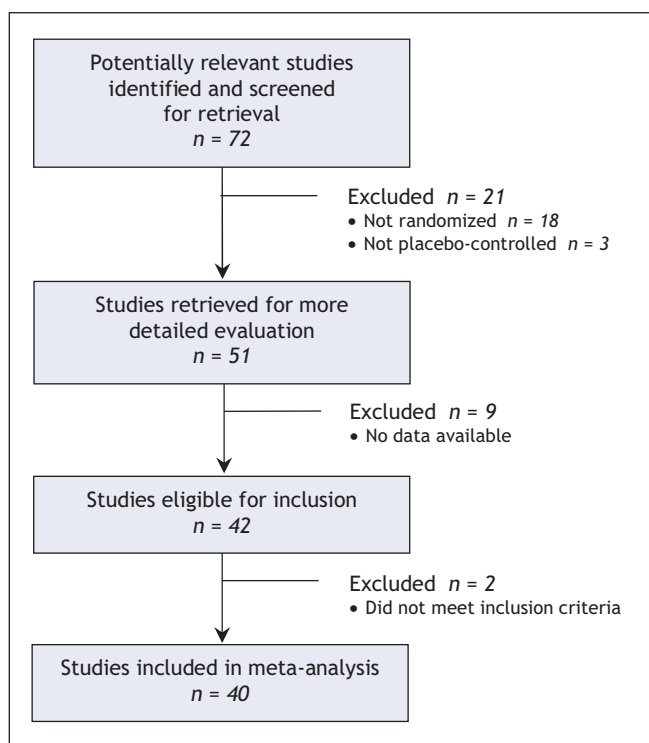 Potentially relevant studies
identified and screened
for retrieval
n = 72
Excluded n = 21
• Not randomized n = 18
• Not placebo-controlled n = 3
Studies retrieved for more
detailed evaluation
n = 51
Excluded n = 9
• No data available
Studies eligible for inclusion
n = 42
Excluded n = 2
• Did not meet inclusion criteria
Studies included in meta-analysis
n = 40